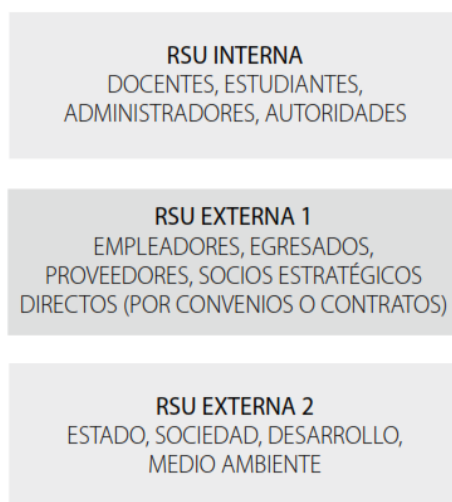 RSU INTERNA
DOCENTES, ESTUDIANTES,
ADMINISTRADORES, AUTORIDADES
RSU EXTERNA 1
EMPLEADORES, EGRESADOS,
PROVEEDORES, SOCIOS ESTRATÉGICOS
DIRECTOS (POR CONVENIOS O CONTRATOS)
RSU EXTERNA 2
ESTADO, SOCIEDAD, DESARROLLO,
MEDIO AMBIENTE